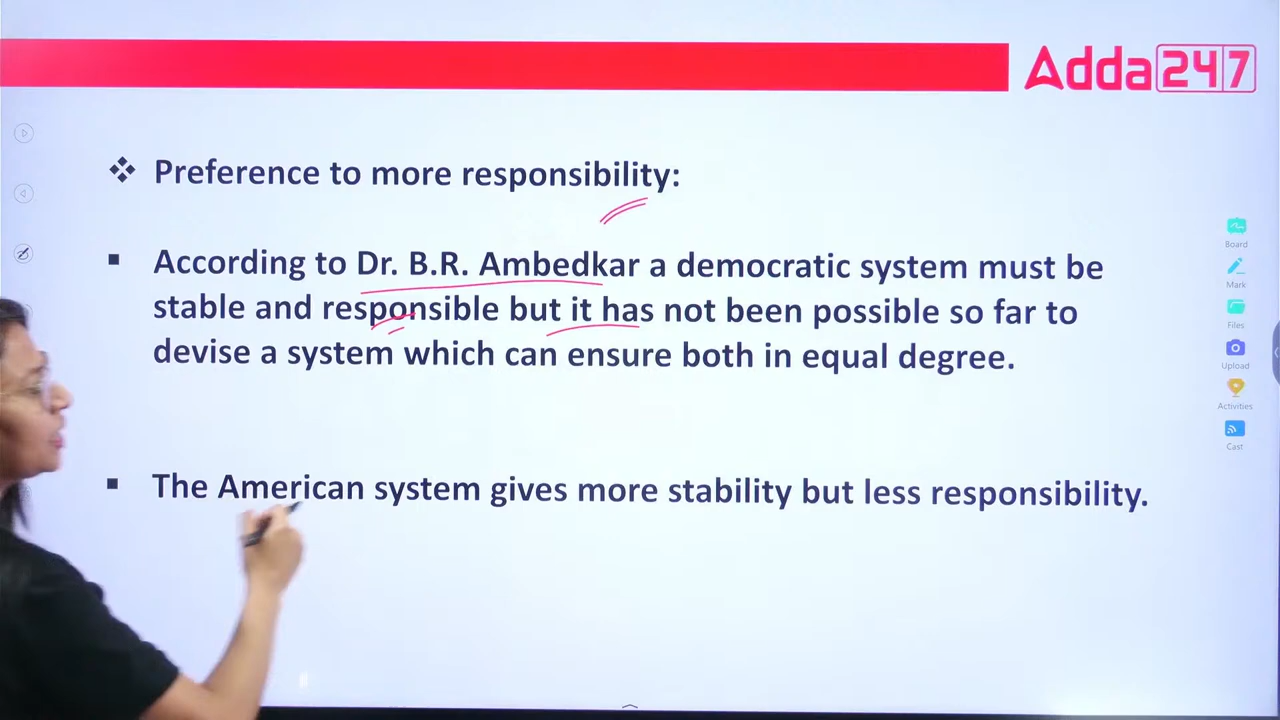 Adda247
❖ Preference to more responsibility:
▪ According to Dr. B.R. Ambedkar a democratic system must be
stable and responsible but it has not been possible so far to
devise a system which can ensure both in equal degree.
▪ The American system gives more stability but less responsibility.
Board
Mark
Files
Upload
Activities
Cast